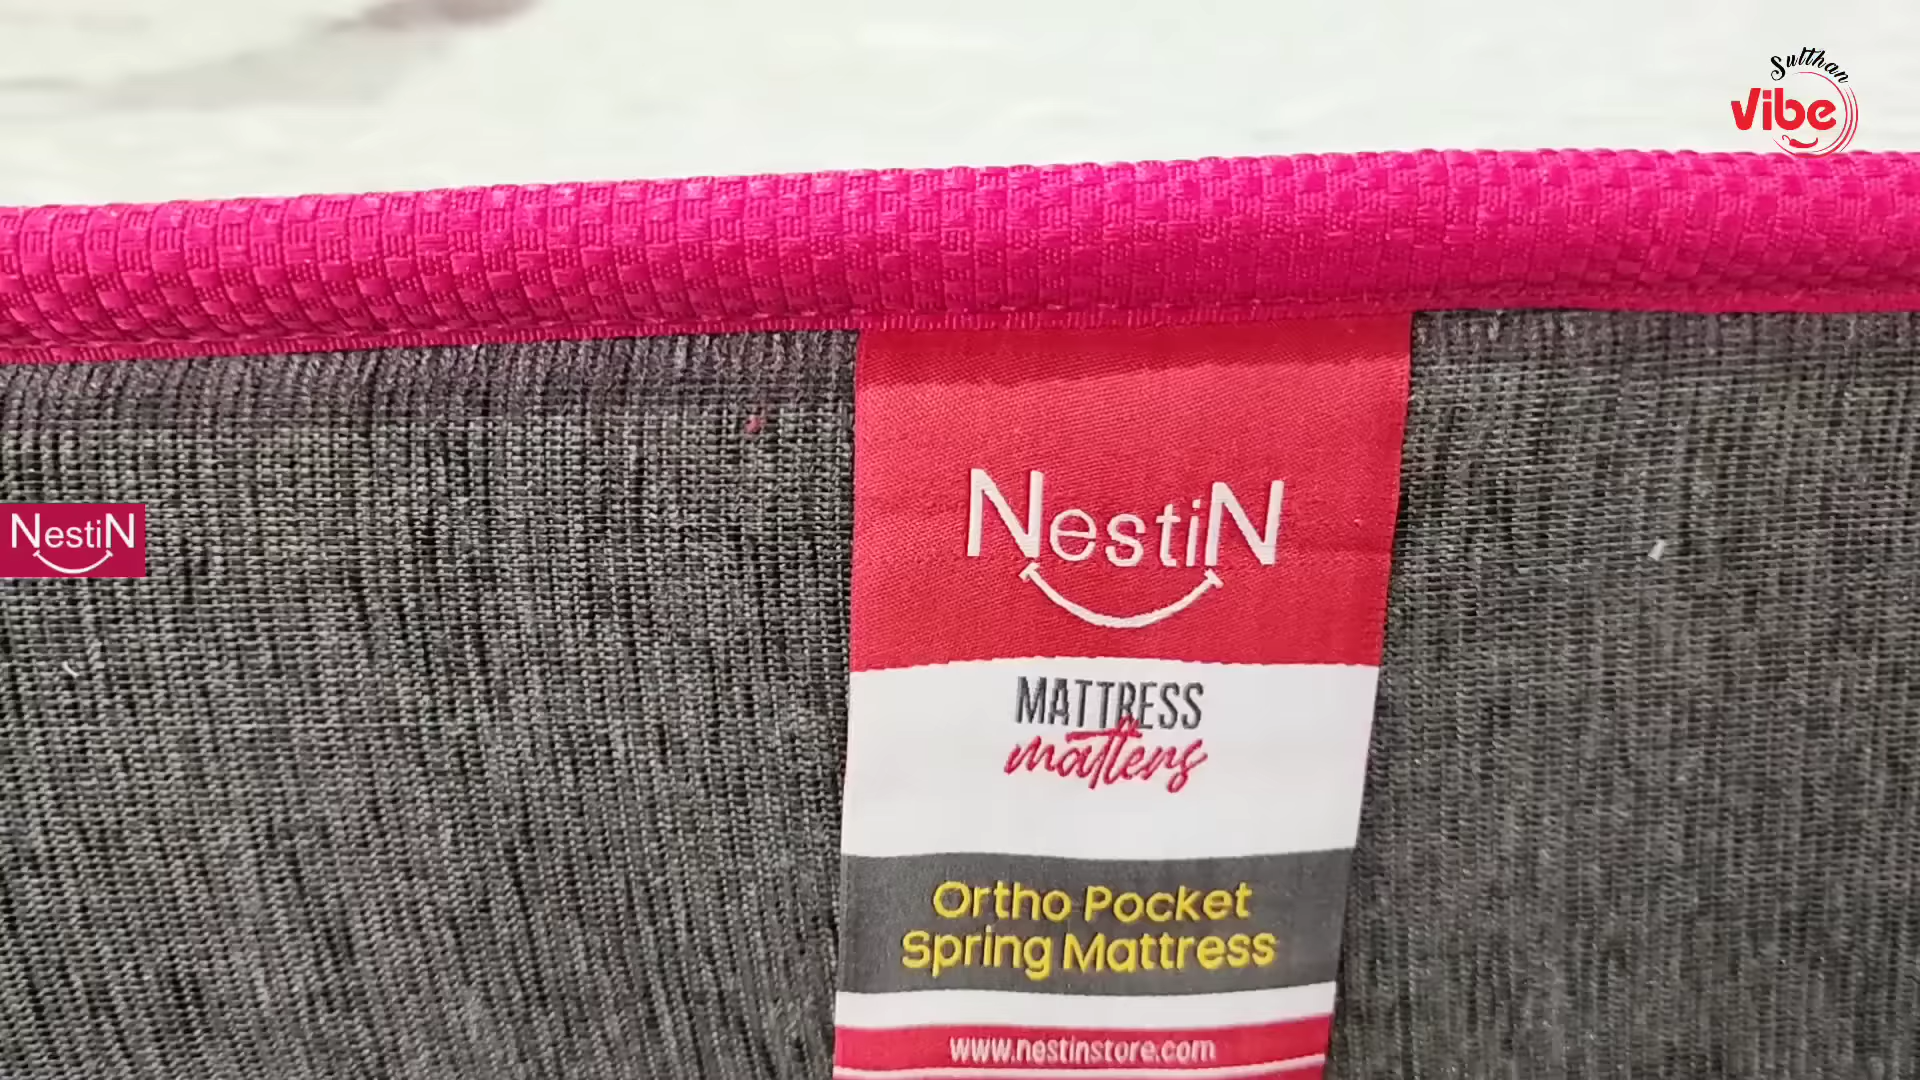 Sulthan
Vibe
NestiN
NestiN
MATTRESS
matters
Ortho Pocket
Spring Mattress
www.nestinstore.com